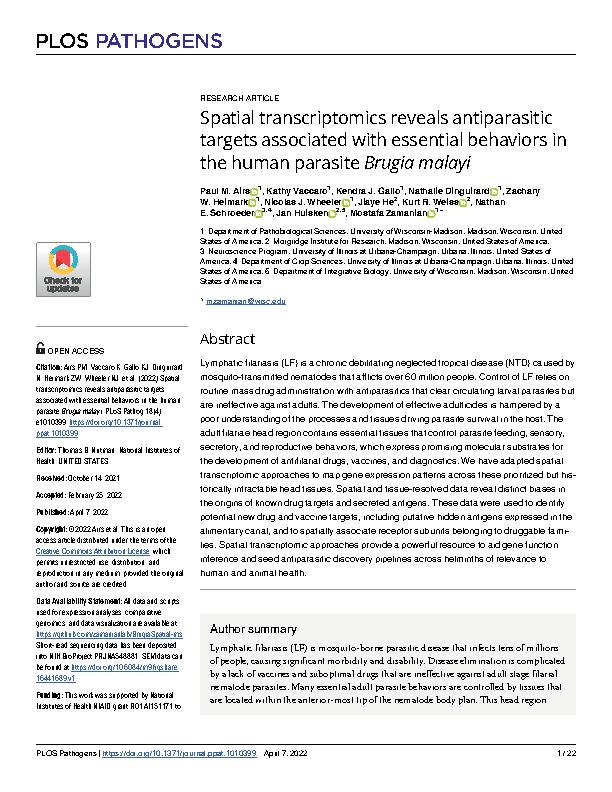 PLOS PATHOGENS
RESEARCH ARTICLE
Spatial transcriptomics reveals antiparasitic
targets associated with essential behaviors in
the human parasite Brugia malayi
Paul M. Airs1, Kathy Vaccaro1, Kendra J. Gallo1, Nathalie Dinguirard1, Zachary
W. Heimark1, Nicolas J. Wheeler1, Jiaye He2, Kurt R. Weiss2, Nathan
E. Schroeder3,4, Jan Huisken2,5, Mostafa Zamanian1*
1 Department of Pathobiological Sciences, University of Wisconsin-Madison, Madison, Wisconsin, United
States of America, 2 Morgridge Institute for Research, Madison, Wisconsin, United States of America,
3 Neuroscience Program, University of Illinois at Urbana-Champaign, Urbana, Illinois, United States of
America, 4 Department of Crop Sciences, University of Illinois at Urbana-Champaign, Urbana, Illinois, United
States of America, 5 Department of Integrative Biology, University of Wisconsin, Madison, Wisconsin, United
States of America
* mzamanian@wisc.edu
Check for
updates
OPEN ACCESS
Citation: Airs PM, Vaccaro K, Gallo KJ, Dinguirard
N, Heimark ZW, Wheeler NJ, et al. (2022) Spatial
transcriptomics reveals antiparasitic targets
associated with essential behaviors in the human
parasite Brugia malayi. PLoS Pathog 18(4):
e1010399. https://doi.org/10.1371/journal.
ppat.1010399
Editor: Thomas B. Nutman, National Institutes of
Health, UNITED STATES
Received: October 14, 2021
Accepted: February 23, 2022
Published: April 7, 2022
Copyright: © 2022 Airs et al. This is an open
access article distributed under the terms of the
Creative Commons Attribution License, which
permits unrestricted use, distribution, and
reproduction in any medium, provided the original
author and source are credited.
Data Availability Statement: All data and scripts
used for expression analyses, comparative
genomics, and data visualization are available at
Short-read sequencing data has been deposited
into NIH BioProject PRJNA548881. SEM data can
be found at https://doi.org/10.6084/m9.figshare.
16441689.v1.
Funding: This work was supported by National
Institutes of Health NIAID grant R01AI151171 to
Abstract
Lymphatic filariasis (LF) is a chronic debilitating neglected tropical disease (NTD) caused by
mosquito-transmitted nematodes that afflicts over 60 million people. Control of LF relies on
routine mass drug administration with antiparasitics that clear circulating larval parasites but
are ineffective against adults. The development of effective adulticides is hampered by a
poor understanding of the processes and tissues driving parasite survival in the host. The
adult filariae head region contains essential tissues that control parasite feeding, sensory,
secretory, and reproductive behaviors, which express promising molecular substrates for
the development of antifilarial drugs, vaccines, and diagnostics. We have adapted spatial
transcriptomic approaches to map gene expression patterns across these prioritized but his-
torically intractable head tissues. Spatial and tissue-resolved data reveal distinct biases in
the origins of known drug targets and secreted antigens. These data were used to identify
potential new drug and vaccine targets, including putative hidden antigens expressed in the
alimentary canal, and to spatially associate receptor subunits belonging to druggable fami-
lies. Spatial transcriptomic approaches provide a powerful resource to aid gene function
inference and seed antiparasitic discovery pipelines across helminths of relevance to
human and animal health.
Author summary
Lymphatic filariasis (LF) is mosquito-borne parasitic disease that infects tens of millions
of people, causing significant morbidity and disability. Disease elimination is complicated
by a lack of vaccines and suboptimal drugs that are ineffective against adult stage filarial
nematode parasites. Many essential adult parasite behaviors are controlled by tissues that
are located within the anterior-most tip of the nematode body plan. This head region
PLOS Pathogens | https://doi.org/10.1371/journal.ppat.1010399 April 7, 2022
1 / 22